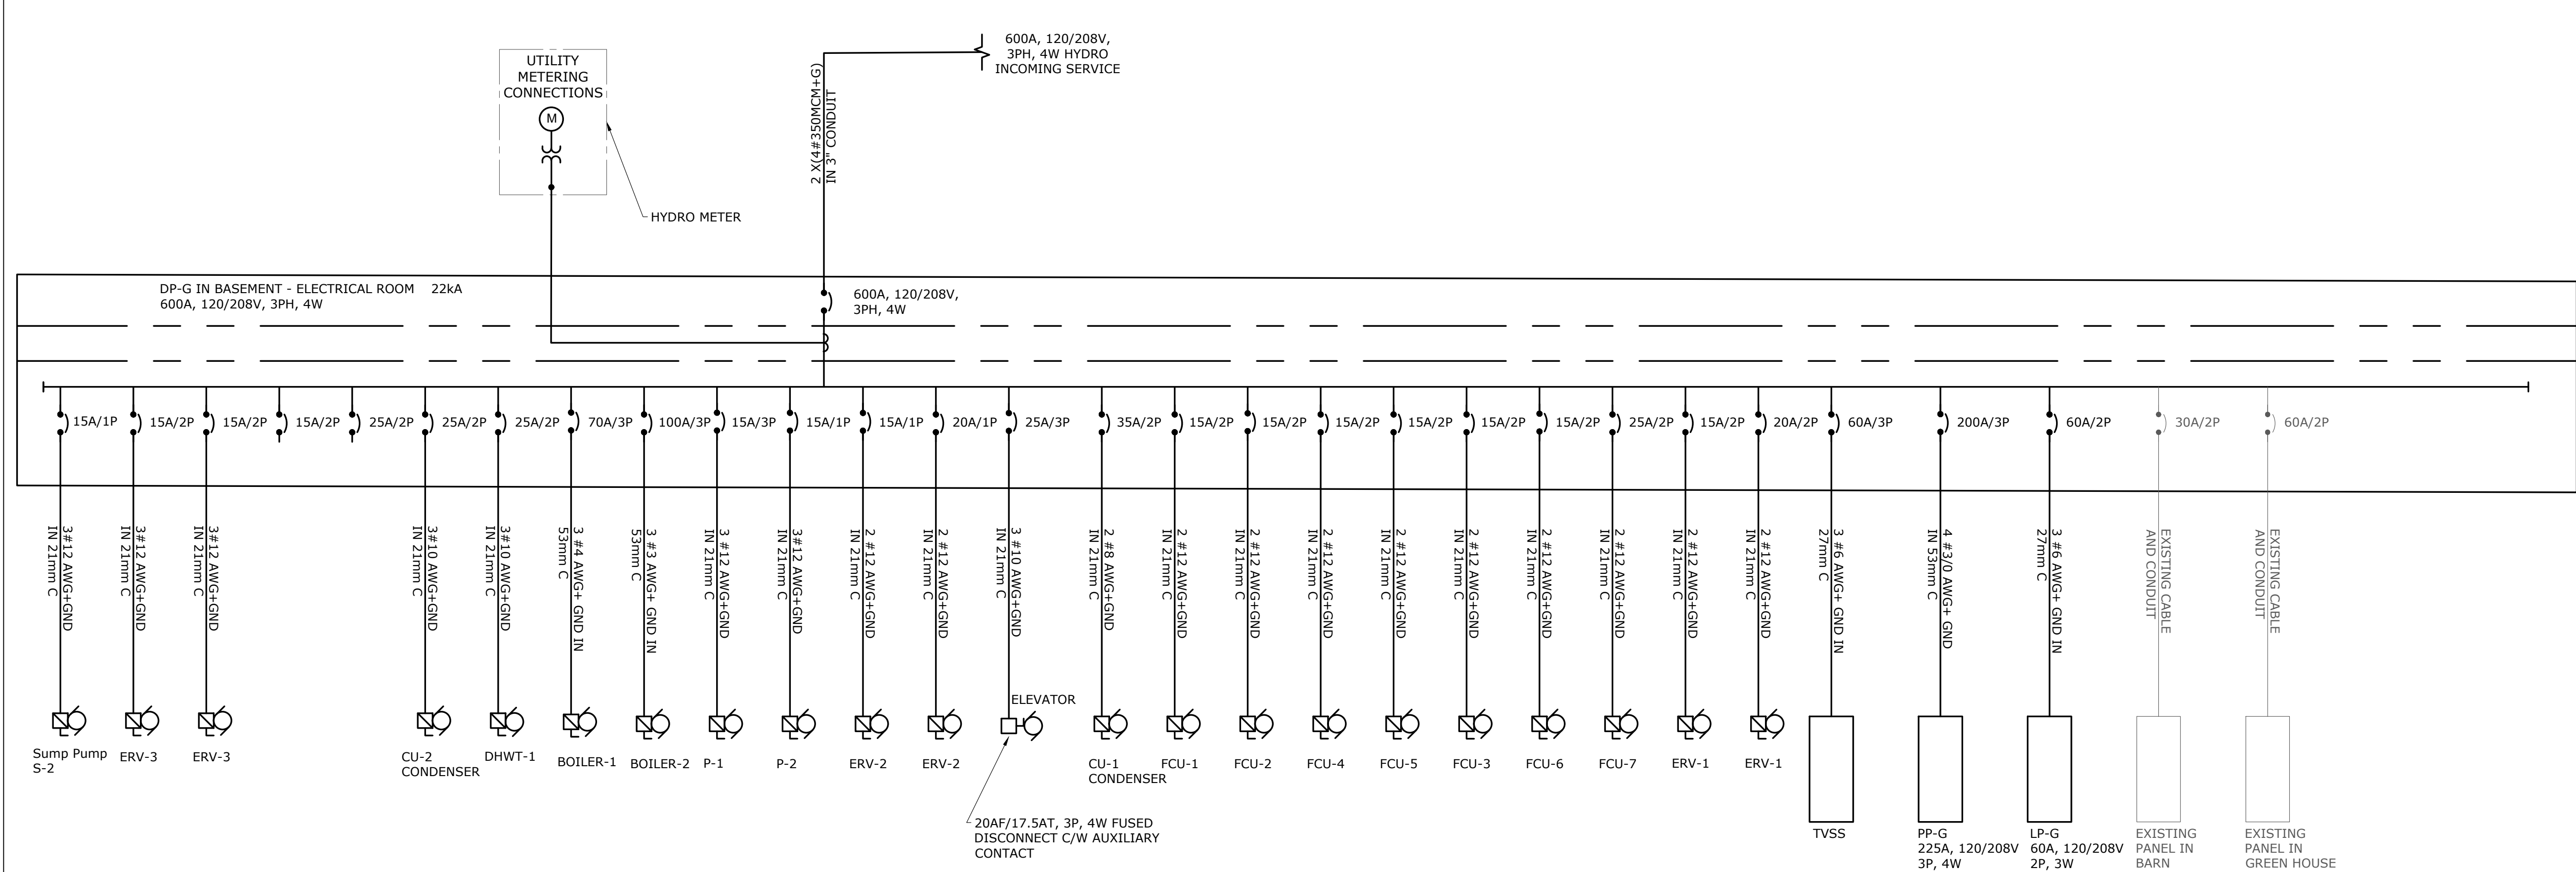 600A, 120/208V,
3PH, 4W HYDRO
INCOMING SERVICE
UTILITY
METERING
CONNECTIONS
M
2 X(4#350MCM+G)
IN 3" CONDUIT
HYDRO METER
DP-G IN BASEMENT - ELECTRICAL ROOM 22kA
600A, 120/208V, 3PH, 4W
600A, 120/208V,
3PH, 4W
15A/1P
15A/2P
15A/2P
15A/2P
25A/2P
25A/2P
25A/2P
70A/3P
100A/3P
15A/3P
15A/1P
15A/1P
20A/1P
25A/3P
35A/2P
15A/2P
15A/2P
15A/2P
15A/2P
15A/2P
15A/2P
25A/2P
15A/2P
20A/2P
60A/3P
200A/3P
60A/2P
30A/2P
60A/2P
3#12 AWG+GND
IN 21mm C
3#12 AWG+GND
IN 21mm C
3#12 AWG+GND
IN 21mm C
3#10 AWG+GND
IN 21mm C
3#10 AWG+GND
IN 21mm C
3 #4 AWG+ GND IN
53mm C
3 #3 AWG+ GND IN
53mm C
3 #12 AWG+GND
IN 21mm C
3#12 AWG+GND
IN 21mm C
2 #12 AWG+GND
IN 21mm C
2 #12 AWG+GND
IN 21mm C
3 #10 AWG+GND
IN 21mm C
2 #8 AWG+GND
IN 21mm C
2 #12 AWG+GND
IN 21mm C
2 #12 AWG+GND
IN 21mm C
2 #12 AWG+GND
IN 21mm C
2 #12 AWG+GND
IN 21mm C
2 #12 AWG+GND
IN 21mm C
2 #12 AWG+GND
IN 21mm C
2 #12 AWG+GND
IN 21mm C
2 #12 AWG+GND
IN 21mm C
2 #12 AWG+GND
IN 21mm C
3 #6 AWG+ GND IN
27mm C
4 #3/0 AWG+ GND
IN 53mm C
3 #6 AWG+ GND IN
27mm C
EXISTING CABLE
AND CONDUIT
EXISTING CABLE
AND CONDUIT
Sump Pump
S-2
ERV-3
ERV-3
CU-2
CONDENSER
DHWT-1
BOILER-1
BOILER-2
P-1
P-2
ERV-2
ERV-2
ELEVATOR
20AF/17.5AT, 3P, 4W FUSED
DISCONNECT C/W AUXILIARY
CONTACT
CU-1
CONDENSER
FCU-1
FCU-2
FCU-4
FCU-5
FCU-3
FCU-6
FCU-7
ERV-1
ERV-1
TVSS
PP-G
225A, 120/208V
3P, 4W
LP-G
60A, 120/208V
2P, 3W
EXISTING
PANEL IN
BARN
EXISTING
PANEL IN
GREEN HOUSE